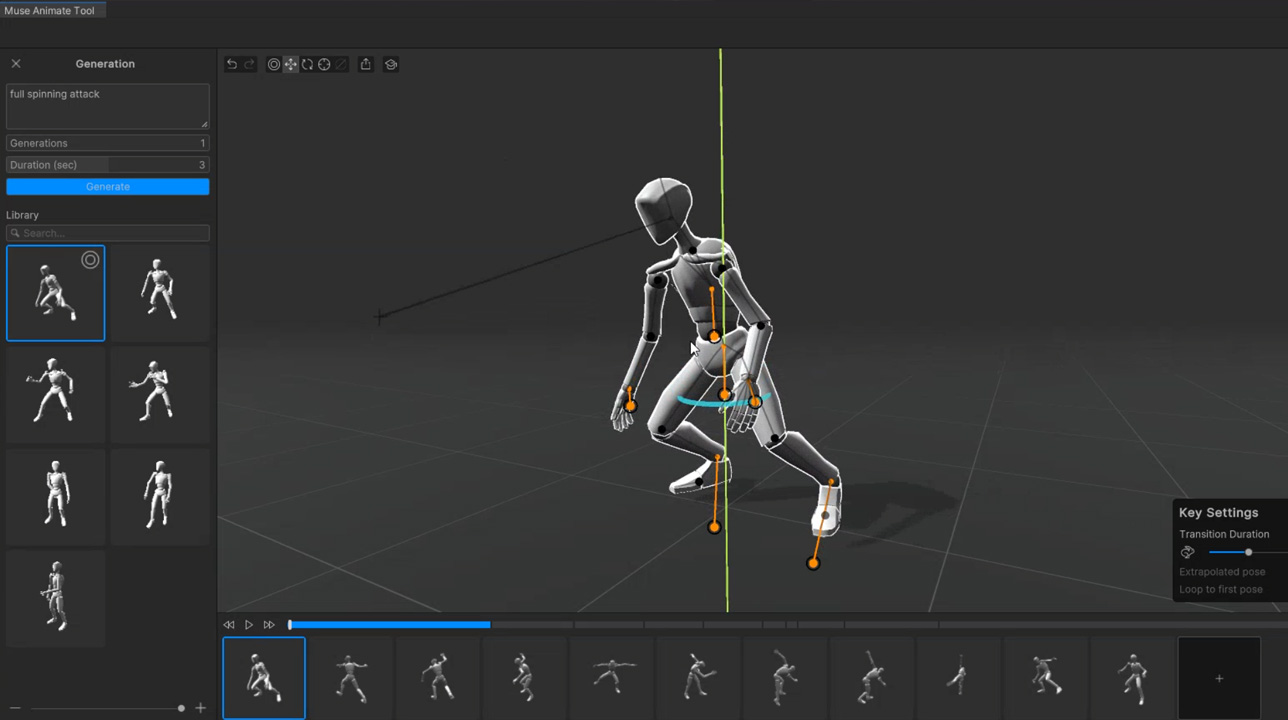 Muse Animate Tool
Generation
full spinning attack
Generations 1
Duration (sec) 3
Generate
Library
Search...
Key Settings
Transition Duration
Extrapolated pose
Loop to first pose